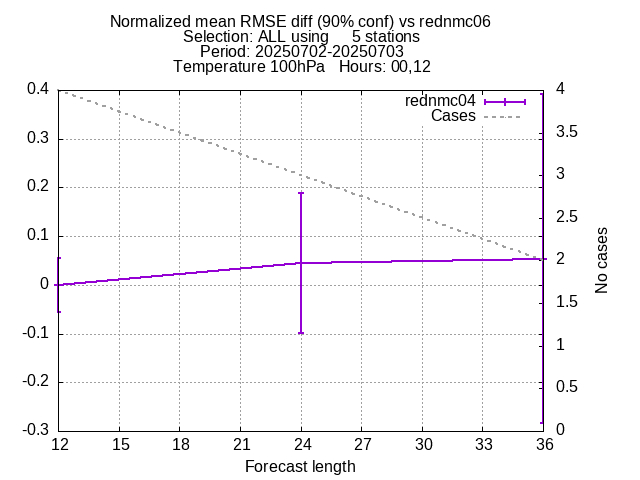 Normalized mean RMSE diff (90% conf) vs rednmc06
Selection: ALL using     5 stations
Period: 20250702-20250703
Temperature 100hPa   Hours: 00,12
rednmc04
Cases
0.4
0.3
0.2
0.1
0
-0.1
-0.2
-0.3
4
3.5
3
2.5
2
1.5
1
0.5
0
No cases
12 15 18 21 24 27 30 33 36
Forecast length